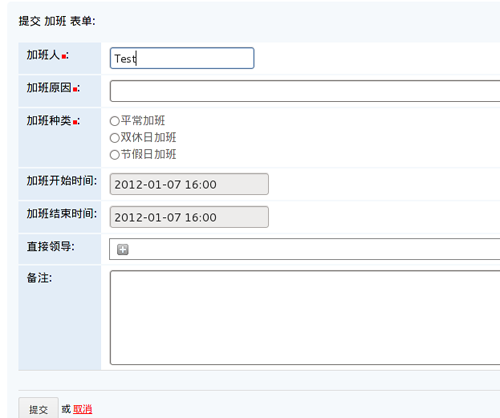 提交 加班 表单:
加班人:
Test
加班原因:
加班种类:
平常加班
双休日加班
节假日加班
加班开始时间:
2012-01-07 16:00
加班结束时间:
2012-01-07 16:00
直接领导:
备注:
提交 或 取消